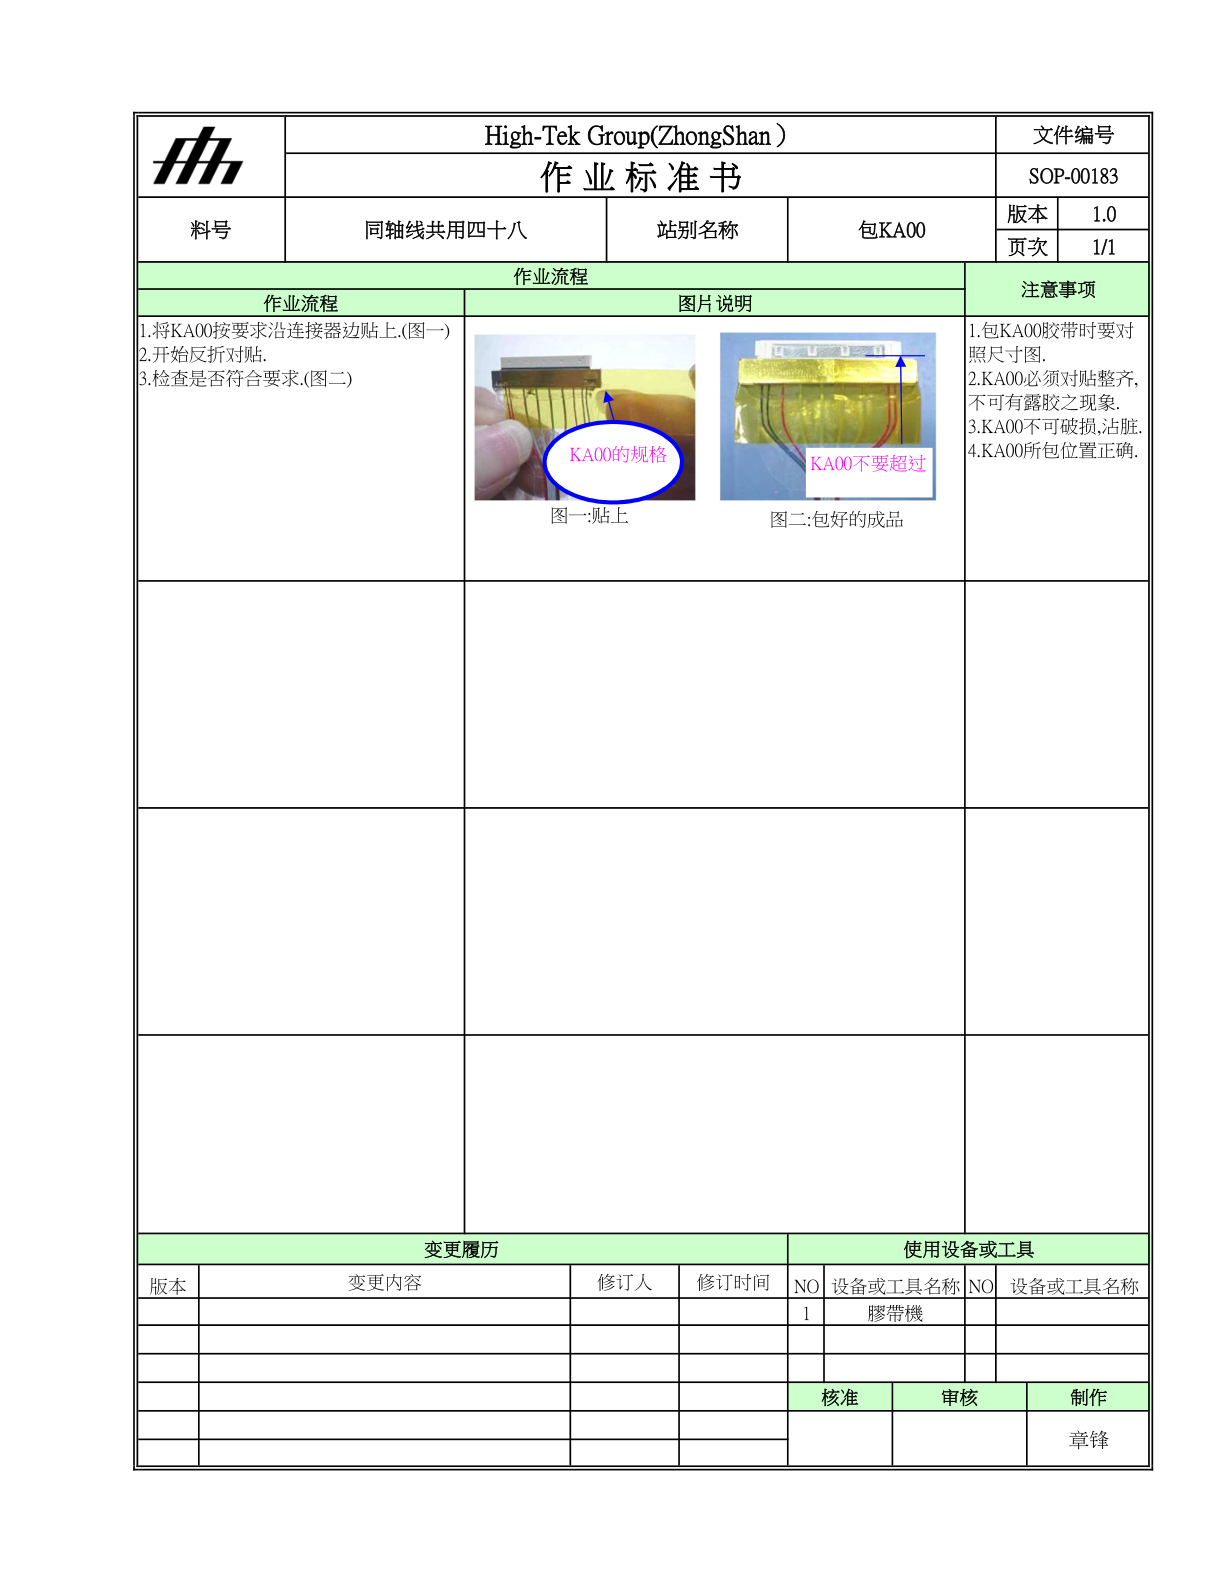 High-Tek Group(ZhongShan）
文件编号
作业标准书
SOP-00183
料号
同轴线共用四十八
站别名称
包KA00
版本
1.0
页次
1/1
作业流程
注意事项
作业流程
图片说明
1.将KA00按要求沿连接器边贴上.(图一)
2.开始反折对贴.
3.检查是否符合要求.(图二)
KA00的规格
图一:贴上
KA00不要超过
图二:包好的成品
1.包KA00胶带时要对
照尺寸图.
2.KA00必须对贴整齐,
不可有露胶之现象.
3.KA00不可破损,沾脏.
4.KA00所包位置正确.
变更履历
使用设备或工具
版本
变更内容
修订人
修订时间
NO
设备或工具名称
NO
设备或工具名称
1
膠帶機
核准
审核
制作
章锋